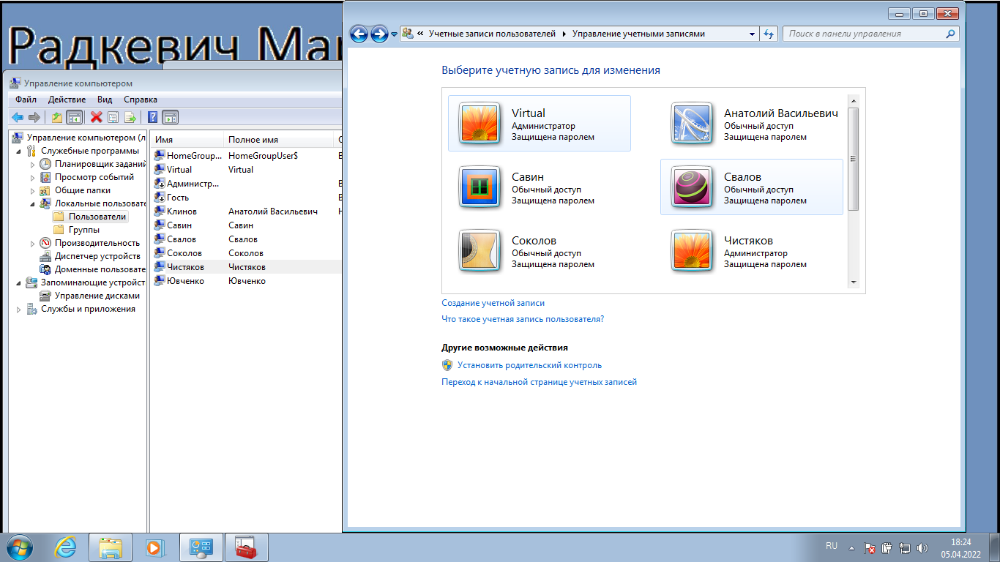 Радкевич
Управление компьютером
Файл Действие Вид Справка
Управление компьютером (л
Служебные программы
Планировщик заданий
Просмотр событий
Общие папки
Локальные пользовате
Пользователи
Группы
Производительность
Диспетчер устройств
Доменные пользовате
Запоминающие устройст
Управление дисками
Службы и приложения
Имя Полное имя
HomeGroup... HomeGroupUser$
Virtual Virtual
Администр...
Гость
Клинов Анатолий Васильевич
Савин Савин
Свалов Свалов
Соколов Соколов
Чистяков Чистяков
Ювченко Ювченко
« Учетные записи пользователей Управление учетными записями
Поиск в панели управления
Выберите учетную запись для изменения
Virtual
Администратор
Защищена паролем
Анатолий Васильевич
Обычный доступ
Защищена паролем
Савин
Обычный доступ
Защищена паролем
Свалов
Обычный доступ
Защищена паролем
Соколов
Обычный доступ
Защищена паролем
Чистяков
Администратор
Защищена паролем
Создание учетной записи
Что такое учетная запись пользователя?
Другие возможные действия
Установить родительский контроль
Переход к начальной странице учетных записей
RU
18:24
05.04.2022